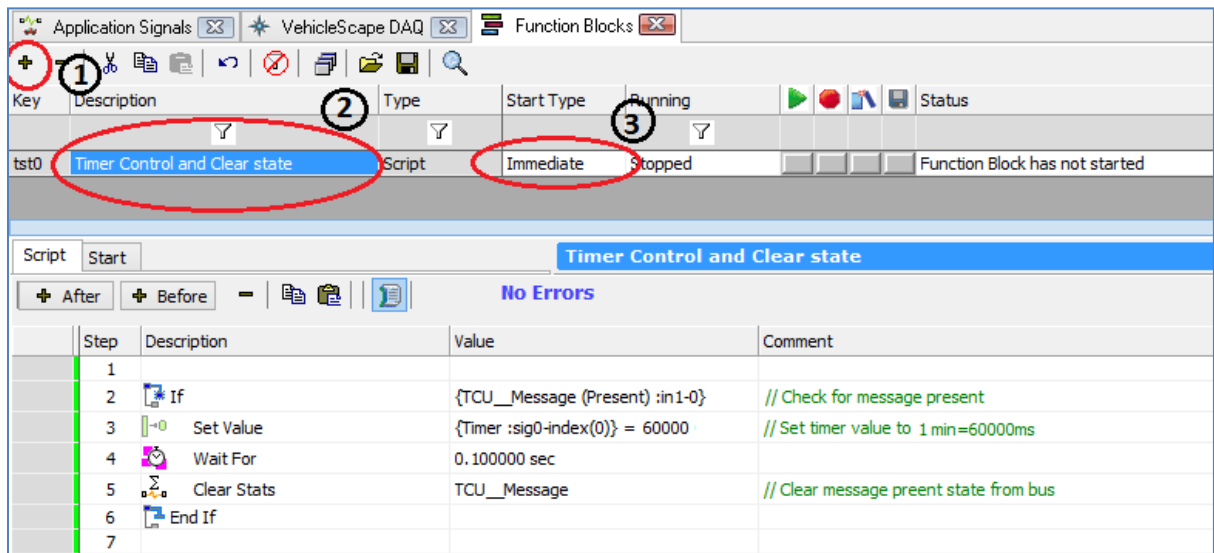 Application Signals VehicleScape DAQ Function Blocks
1
Key Description 2 Type Start Type Running Status
3
tst0 Timer Control and Clear state Script Immediate Stopped Function Block has not started
Script Start Timer Control and Clear state
After Before No Errors
Step Description Value Comment
1
2 If {TCU__Message (Present) :in1-0} // Check for message present
3 Set Value {Timer :sig0-index(0)} = 60000 // Set timer value to 1 min=60000ms
4 Wait For 0.100000 sec
5 Clear Stats TCU__Message // Clear message preent state from bus
6 End If
7